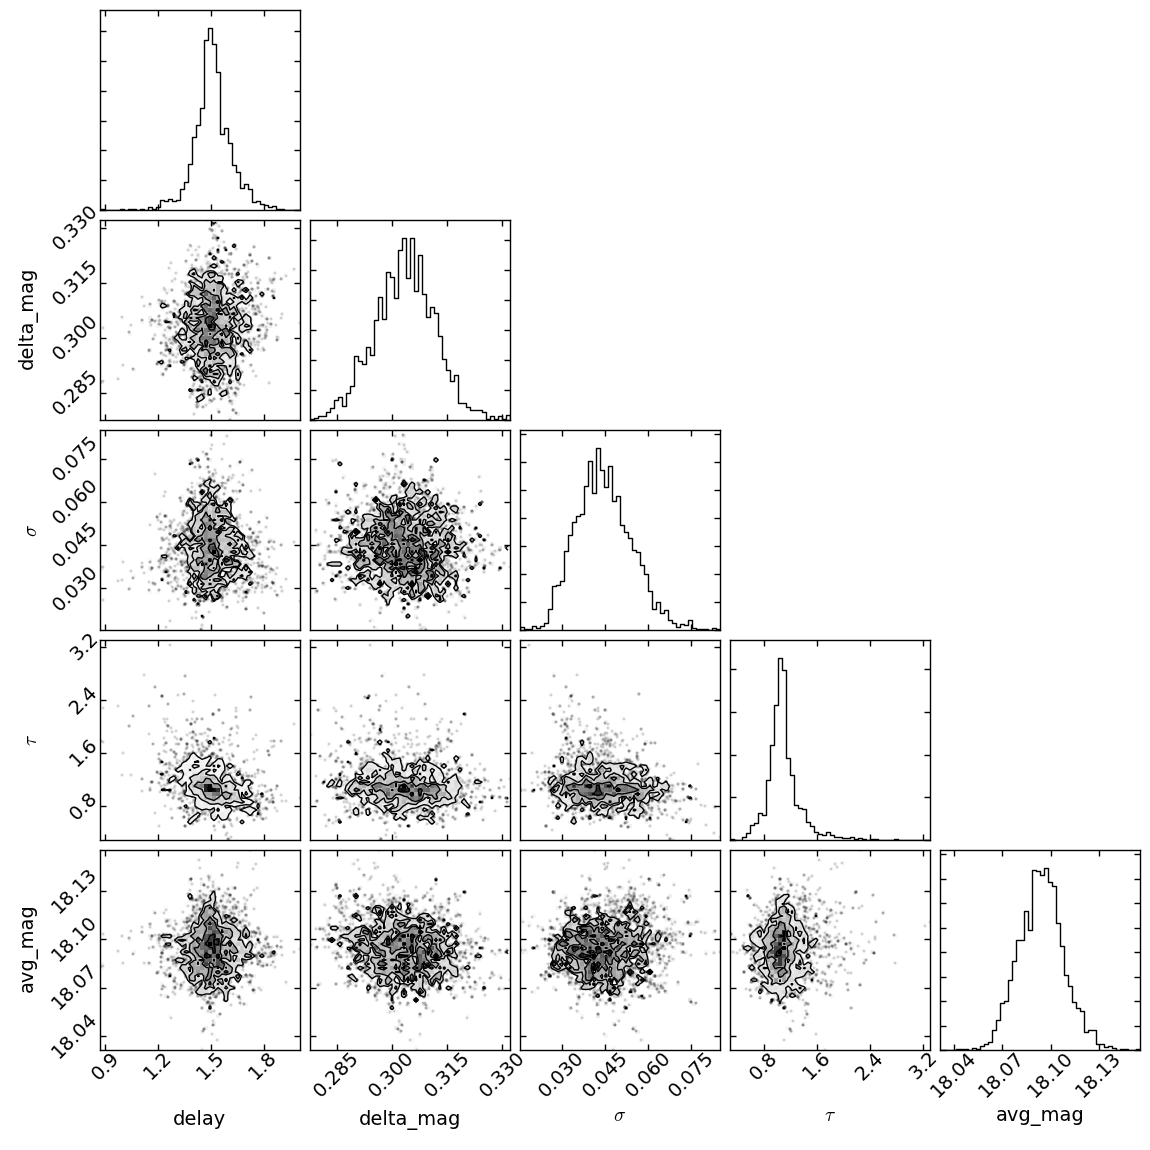 0.330
0.315
0.300
0.285
delta_mag
0.075
0.060
0.045
0.030
σ
3.2
2.4
1.6
0.8
τ
18.13
18.10
18.07
18.04
avg_mag
0.9 1.2 1.5 1.8
0.285 0.300 0.315 0.330
0.030 0.045 0.060 0.075
0.8 1.6 2.4 3.2
18.04 18.07 18.10 18.13
delay delta_mag σ τ avg_mag